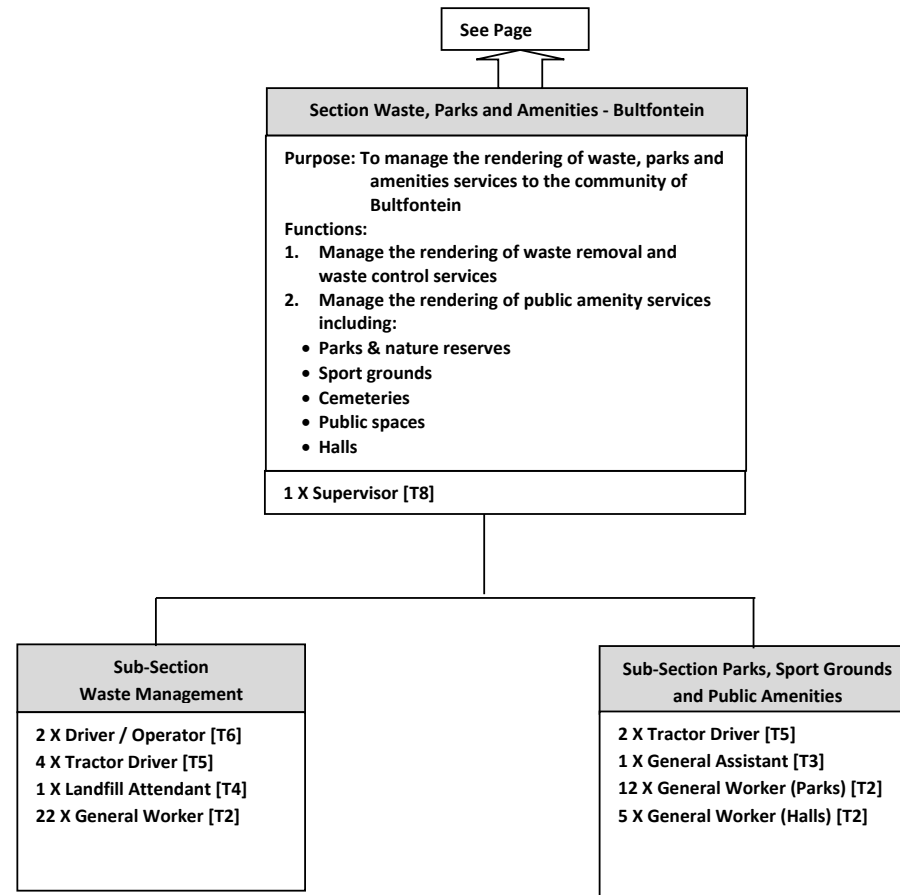 See Page
Section Waste, Parks and Amenities - Bultfontein
Purpose: To manage the rendering of waste, parks and
amenities services to the community of
Bultfontein
Functions:
1. Manage the rendering of waste removal and
waste control services
2. Manage the rendering of public amenity services
including:
• Parks & nature reserves
• Sport grounds
• Cemeteries
• Public spaces
• Halls
1 X Supervisor [T8]
Sub-Section
Waste Management
2 X Driver / Operator [T6]
4 X Tractor Driver [T5]
1 X Landfill Attendant [T4]
22 X General Worker [T2]
Sub-Section Parks, Sport Grounds
and Public Amenities
2 X Tractor Driver [T5]
1 X General Assistant [T3]
12 X General Worker (Parks) [T2]
5 X General Worker (Halls) [T2]